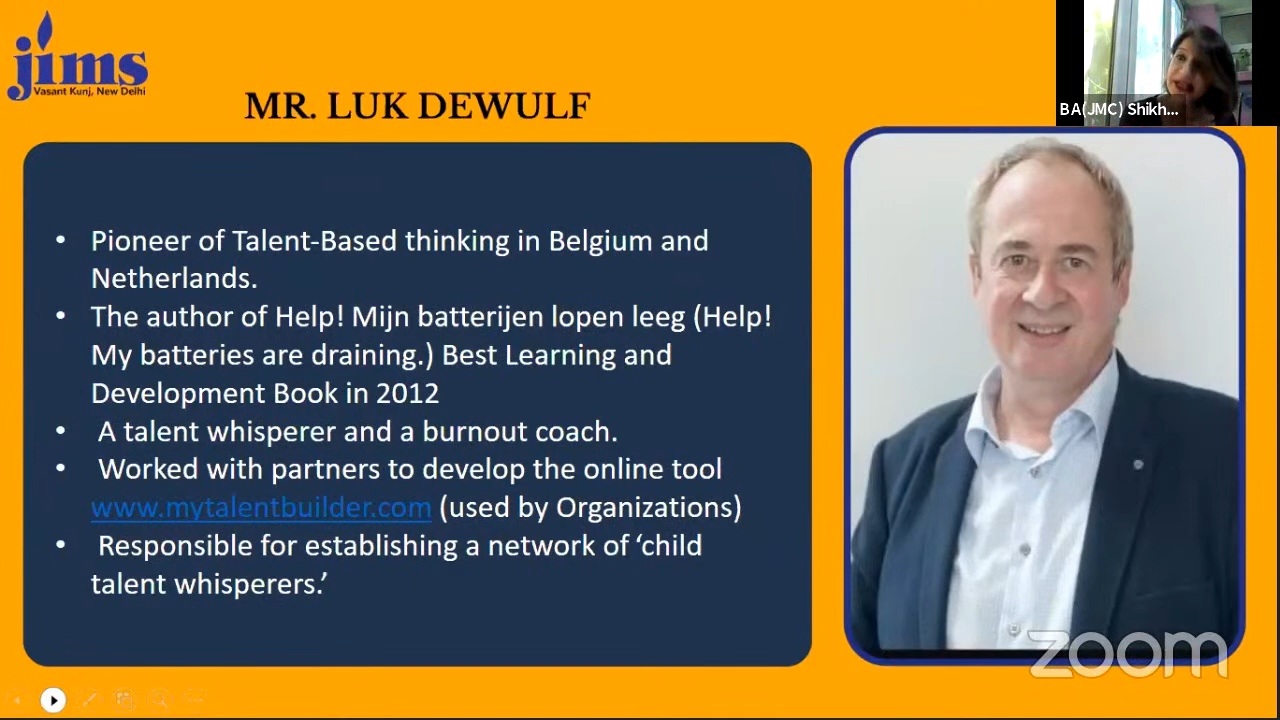 jims
Vasant Kunj, New Delhi
MR. LUK DEWULF
BA(JMC) Shikh...
• Pioneer of Talent-Based thinking in Belgium and
Netherlands.
• The author of Help! Mijn batterijen lopen leeg (Help!
My batteries are draining.) Best Learning and
Development Book in 2012
• A talent whisperer and a burnout coach.
• Worked with partners to develop the online tool
www.mytalentbuilder.com (used by Organizations)
• Responsible for establishing a network of ‘child
talent whisperers.’
zoom